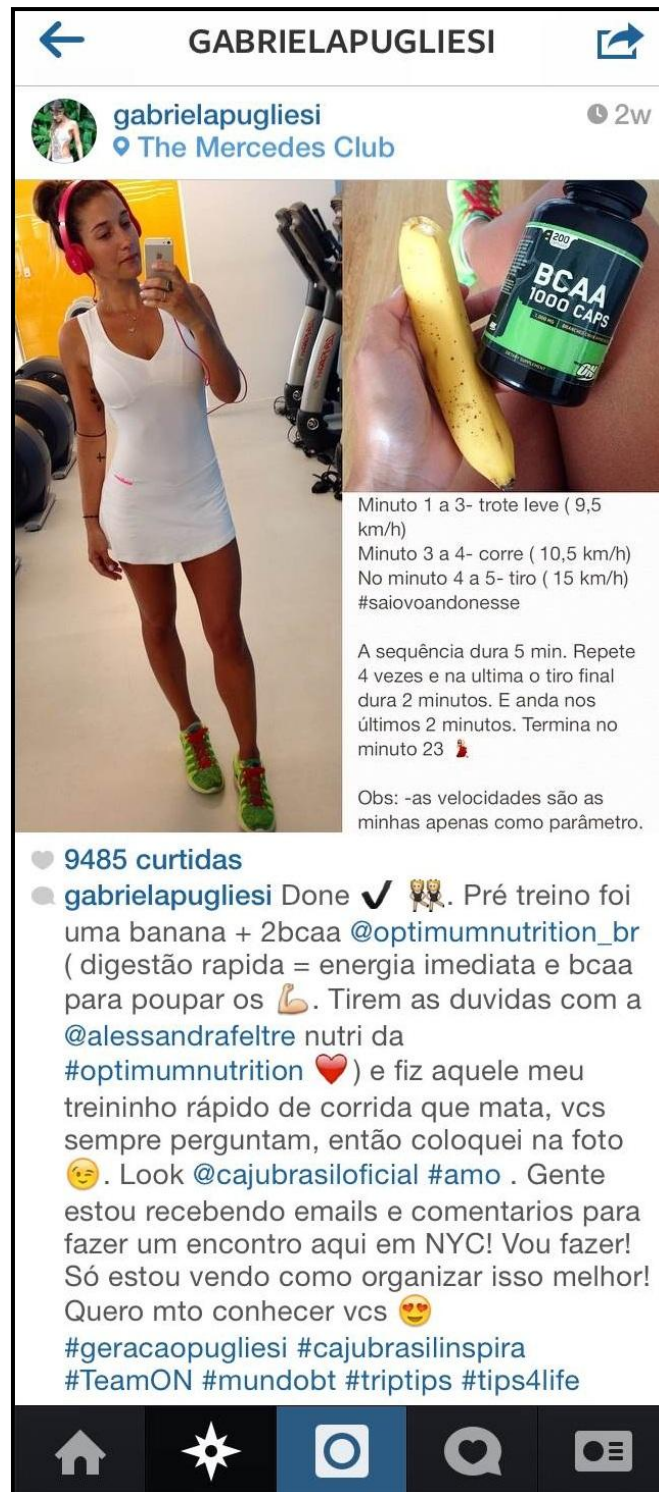 GABRIELAPUGLIESI
gabrielapugliesi
2w
The Mercedes Club
200
BCAA
1000 CAPS
ON
Minuto 1 a 3- trote leve ( 9,5
km/h)
Minuto 3 a 4- corre ( 10,5 km/h)
No minuto 4 a 5- tiro ( 15 km/h)
#saiovoandonesse
A sequência dura 5 min. Repete
4 vezes e na ultima o tiro final
dura 2 minutos. E anda nos
últimos 2 minutos. Termina no
minuto 23 💃
Obs: -as velocidades são as
minhas apenas como parâmetro.
9485 curtidas
gabrielapugliesi Done ✔ 👯. Pré treino foi
uma banana + 2bcaa @optimumnutrition_br
( digestão rapida = energia imediata e bcaa
para poupar os 💪. Tirem as duvidas com a
@alessandrafeltre nutri da
#optimumnutrition ❤️) e fiz aquele meu
treininho rápido de corrida que mata, vcs
sempre perguntam, então coloquei na foto
😉. Look @cajubrasiloficial #amo . Gente
estou recebendo emails e comentarios para
fazer um encontro aqui em NYC! Vou fazer!
Só estou vendo como organizar isso melhor!
Quero mto conhecer vcs 😍
#geracaopugliesi #cajubrasilinspira
#TeamON #mundobt #triptips #tips4life